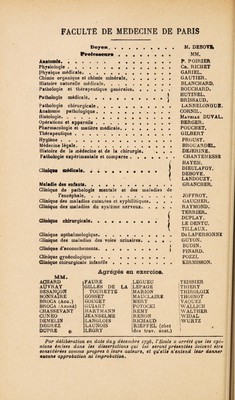 FACULTÉ DE MÉDECINE DE PARIS
Doyen . . . . . . . . M. DEBOVE.
Professeurs MM.
Anatomie . . . . . . . . P. POIRIER
Physiologie . . . . . . . . Ch. RICHET
Physique médicale . . . . . . . . GARIEL.
Chimie organique et chimie minérale . . . . . . . . GAUTIER.
Histoire naturelle médicale . . . . . . . . BLANCHARD.
Pathologie et thérapeutique générales . . . . . . . . BOUCHARD.
Pathologie médicale . . . . . . . . HUTINEL.
BRISSAUD.
Pathologie chirurgicale . . . . . . . . LANNELONGUE.
Anatomie pathologique . . . . . . . . CORNIL.
Histologie . . . . . . . . Mathias DUVAL
Opérations et appareils . . . . . . . . BERGER.
Pharmacologie et matière médicale . . . . . . . . POUCHET.
Thérapeutique . . . . . . . . GILBERT
Hygiène . . . . . . . . PROUST.
Médecine légale . . . . . . . . BROUARDEL.
Histoire de la médecine et de la chirurgie . . . . . . . . DEJERINE.
Pathologie expérimentale et comparée . . . . . . . . CHANTEMESSE
Clinique médicale . . . . . . . . HAYEM.
DIEULAFOY.
DEBOVE.
LANDOUZY.
Maladie des enfants . . . . . . . . GRANCHER.
Clinique de pathologie mentale et des maladies de
l'encéphale . . . . . . . . JOFFROY.
Clinique des maladies cutanées et syphilitiques . . . . . . . . GAUCHER.
Clinique des maladies du système nerveux . . . . . . . . RAYMOND.
Clinique chirurgicale . . . . . . . . TERRIER.
DUPLAY.
LE DENTU.
TILLAUX.
Clinique opthalmologique . . . . . . . . De LAPERSONNE
Clinique des maladies des voies urinaires . . . . . . . . GUYON.
Clinique d'accouchements . . . . . . . . BUDIN.
PINARD.
Clinique gynécologique . . . . . . . . POZZI.
Clinique chirurgicale infantile . . . . . . . . KIRMISSON.
Agrégés en exercice.
MM.
ACHARD FAURE LEGUEU TEISSIER
AUVRAY GILLES DE LA LEPAGE THIERY
BESANÇON TOURETTE MARION THIROLOIX
BONNAIRE GOSSET MAUCLAIRE THOINOT
BROCA (Aug.) GOUGET MERY VAQUEZ
BROCA (André) GUIART POTOCKI WALLICH
CHASSEVANT HARTMANN REMY WALTHER
CUNEO JEANSELME RENON WIDAL
DEMELIN LANGLOIS RICHAUD WURTZ
DESGREZ LAUNOIS RIEFFEL (chef
DUPRE LEGRY des trav. anat.)
Par délibération en date du 9 décembre 1798, l'École a arrêté que les opi-
nions émises dans les dissertations qui lui seront présentées doivent être
considérées comme propres à leurs auteurs, et qu'elle n'entend leur donner
aucune approbation ni improbation.